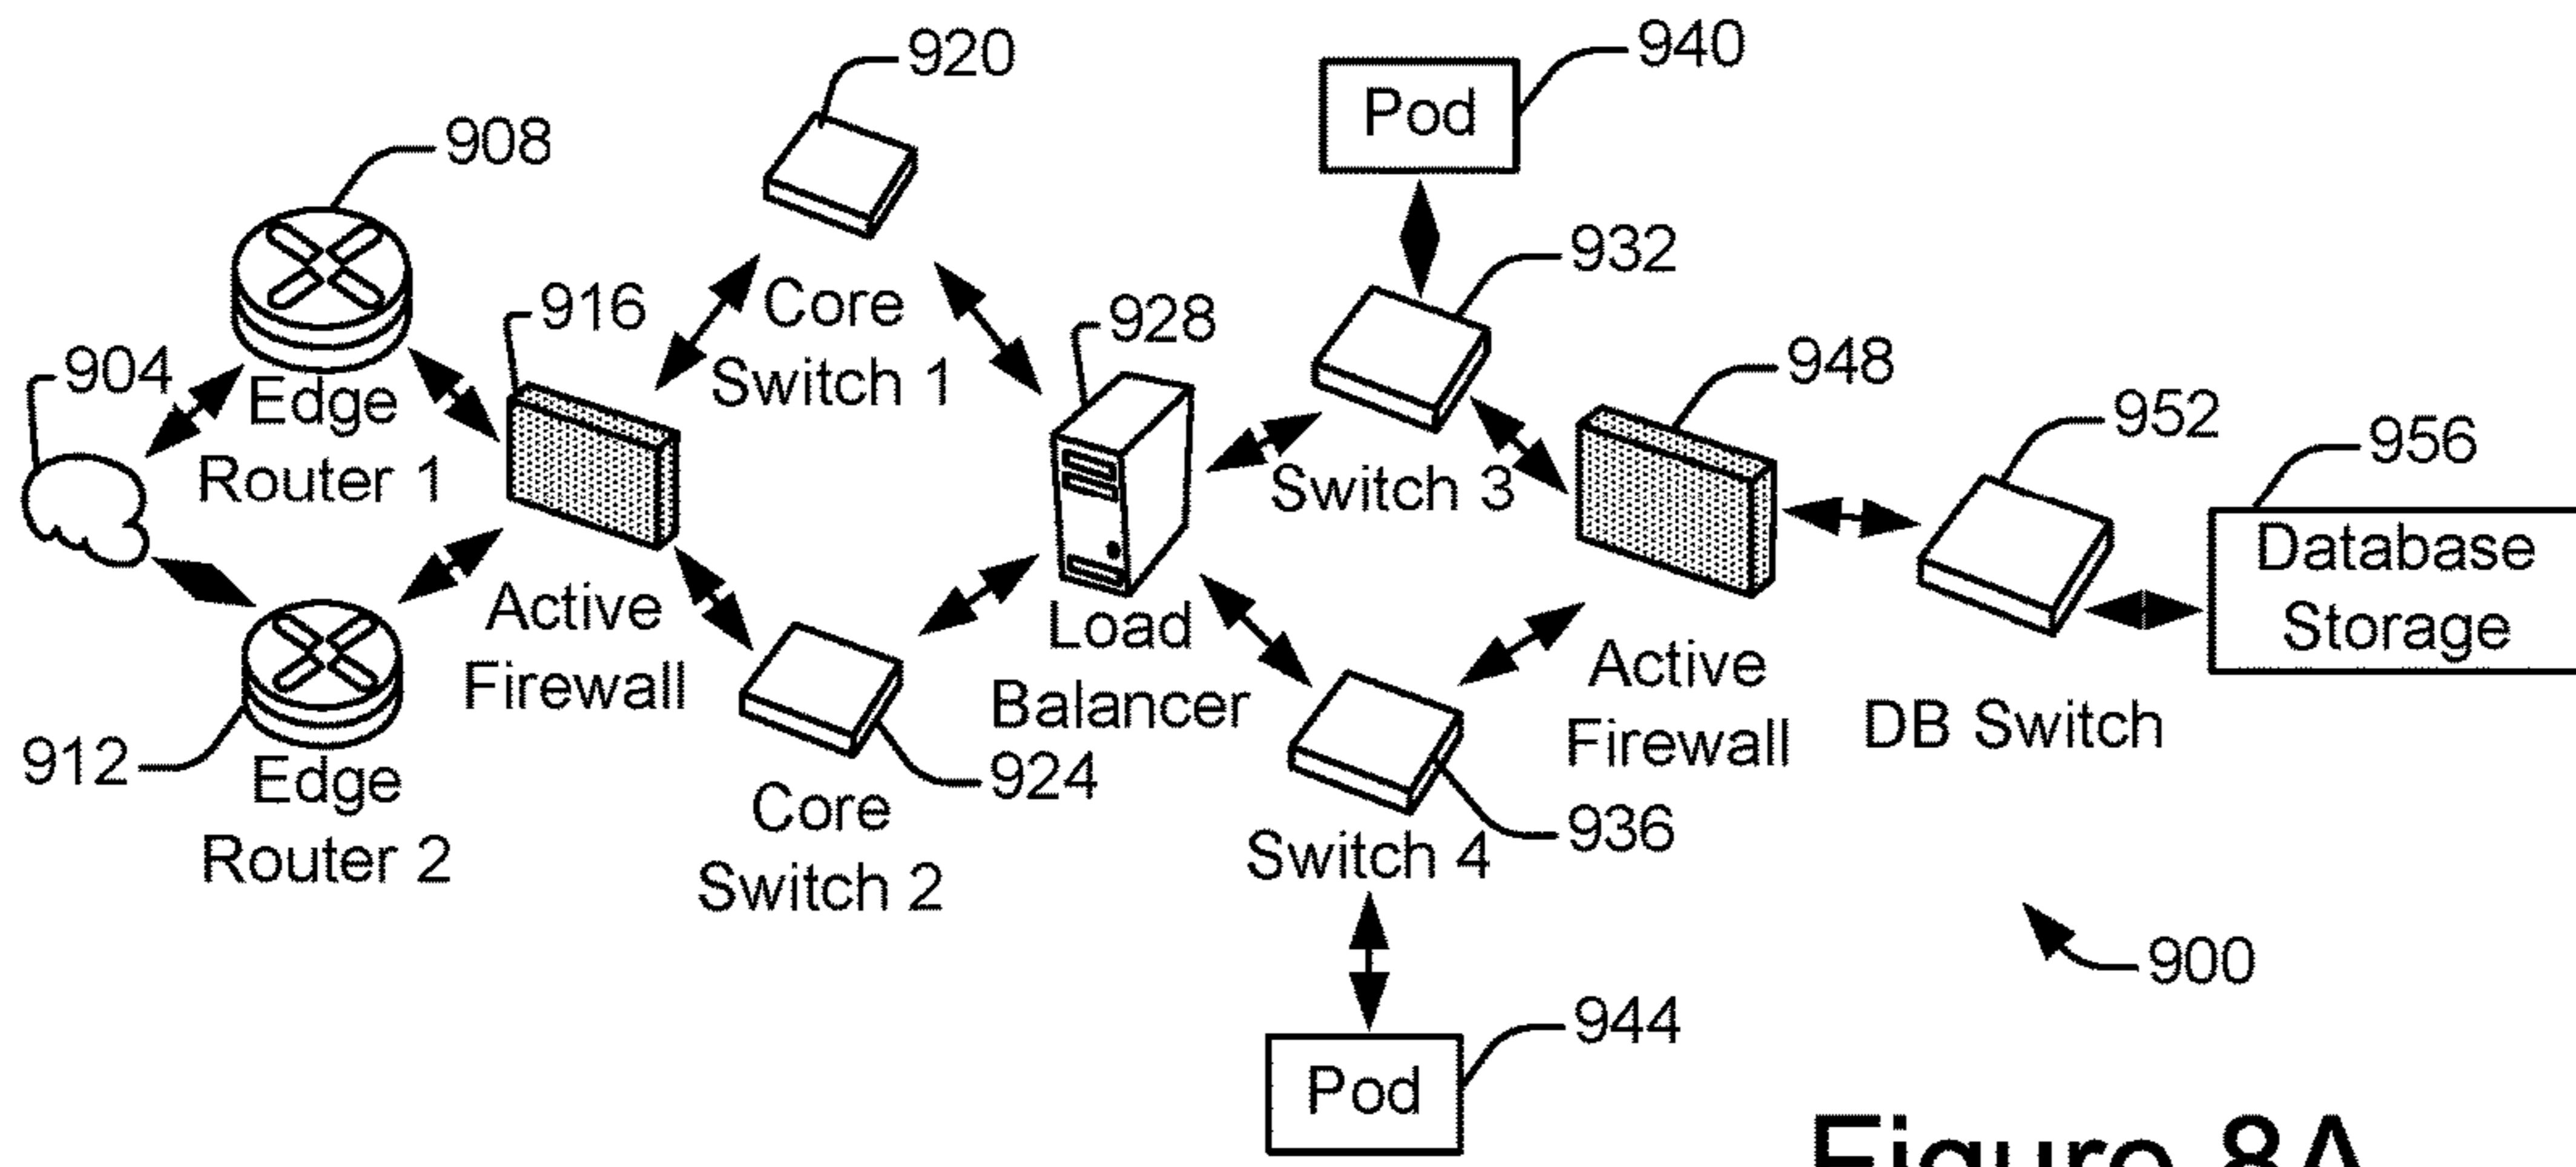 920
940
Pod
908
932
916
Core
Switch 1
928
948
904
Edge
Router 1
952
956
Switch 3
Database
Storage
Active
Firewall
Load
Balancer
Active
Firewall
DB Switch
912
Edge
Router 2
924
Core
Switch 2
936
Switch 4
900
944
Pod
Figure 8A